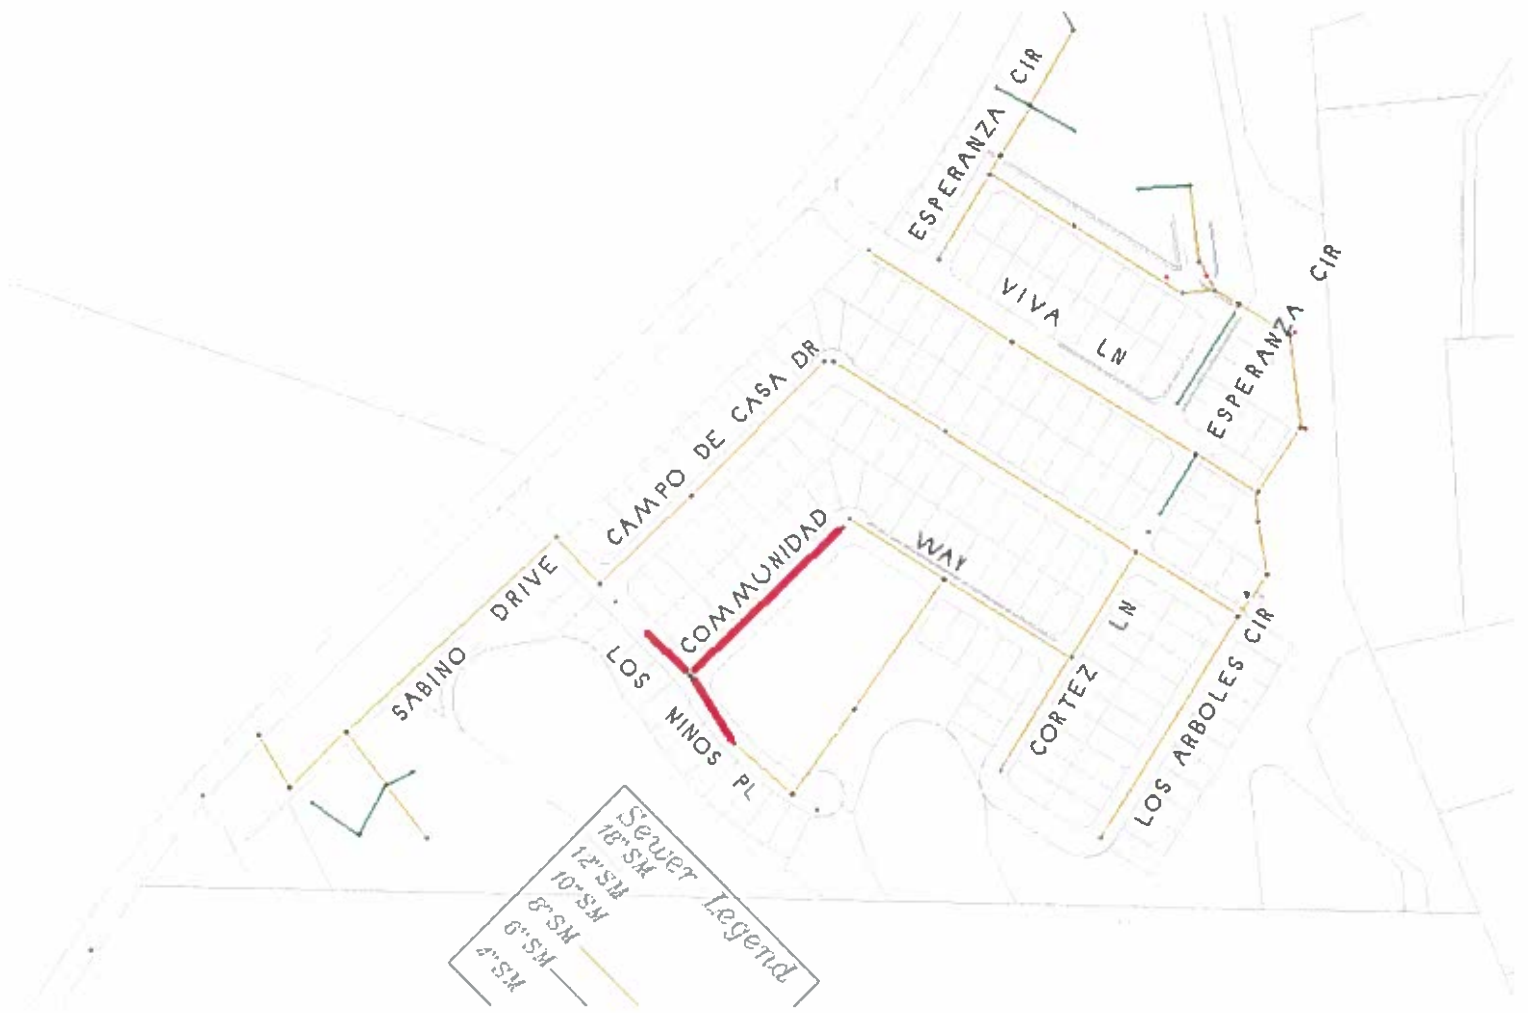 ESPERANZA CIR
ESPERANZA CIR
VIVA LN
CAMPO DE CASA DR
COMMUNIDAD WAY
SABINO DRIVE
LOS NINOS PL
CORTEZ LN
LOS ARBOLES CIR
Sewer Legend
18"SM
12"SM
10"SM
8"SM
6"SM
4"SM